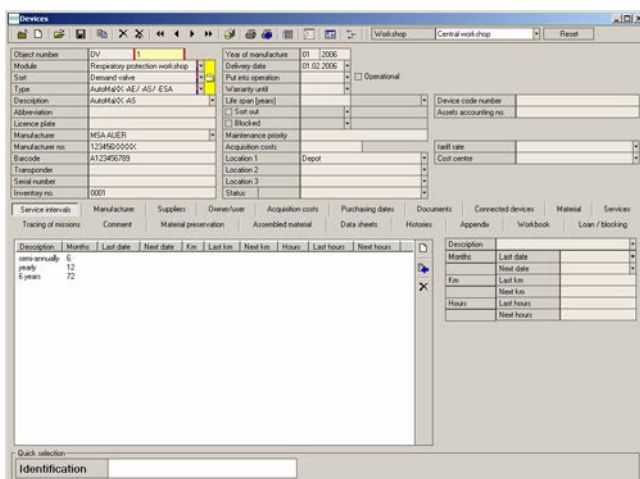 Devices
Workshop Central workshop Reset
Object number DV 1 Year of manufacture 01 2006
Module Respiratory protection workshop Delivery date 01.02.2006
Sort Demand valve Put into operation Operational
Type AutoMaXX-AE/ -AS/ -ESA Warranty until
Description AutoMaXX-AS Life span [years] Device code number
Abbreviation Sort out Assets accounting no.
Licence plate Blocked
Manufacturer MSA AUER Maintenance priority
Manufacturer no. Acquisition costs tariff rate
Barcode A123456789 Location 1 Depot Cost centre
Transponder Location 2
Serial number Location 3
Inventory no. 0001 Status
Service intervals Manufacturer Suppliers Owner/user Acquisition costs Purchasing dates Documents Connected devices Material Services
Tracing of missions Comment Material preservation Assembled material Data sheets Histories Appendix Workbook Loan / blocking
Description Months Last date Next date Km Last km Next km Hours Last hours Next hours
semi-annually 6
yearly 12
6 years 72
Description
Months Last date
Next date
Km Last km
Next km
Hours Last hours
Next hours
Quick selection
Identification